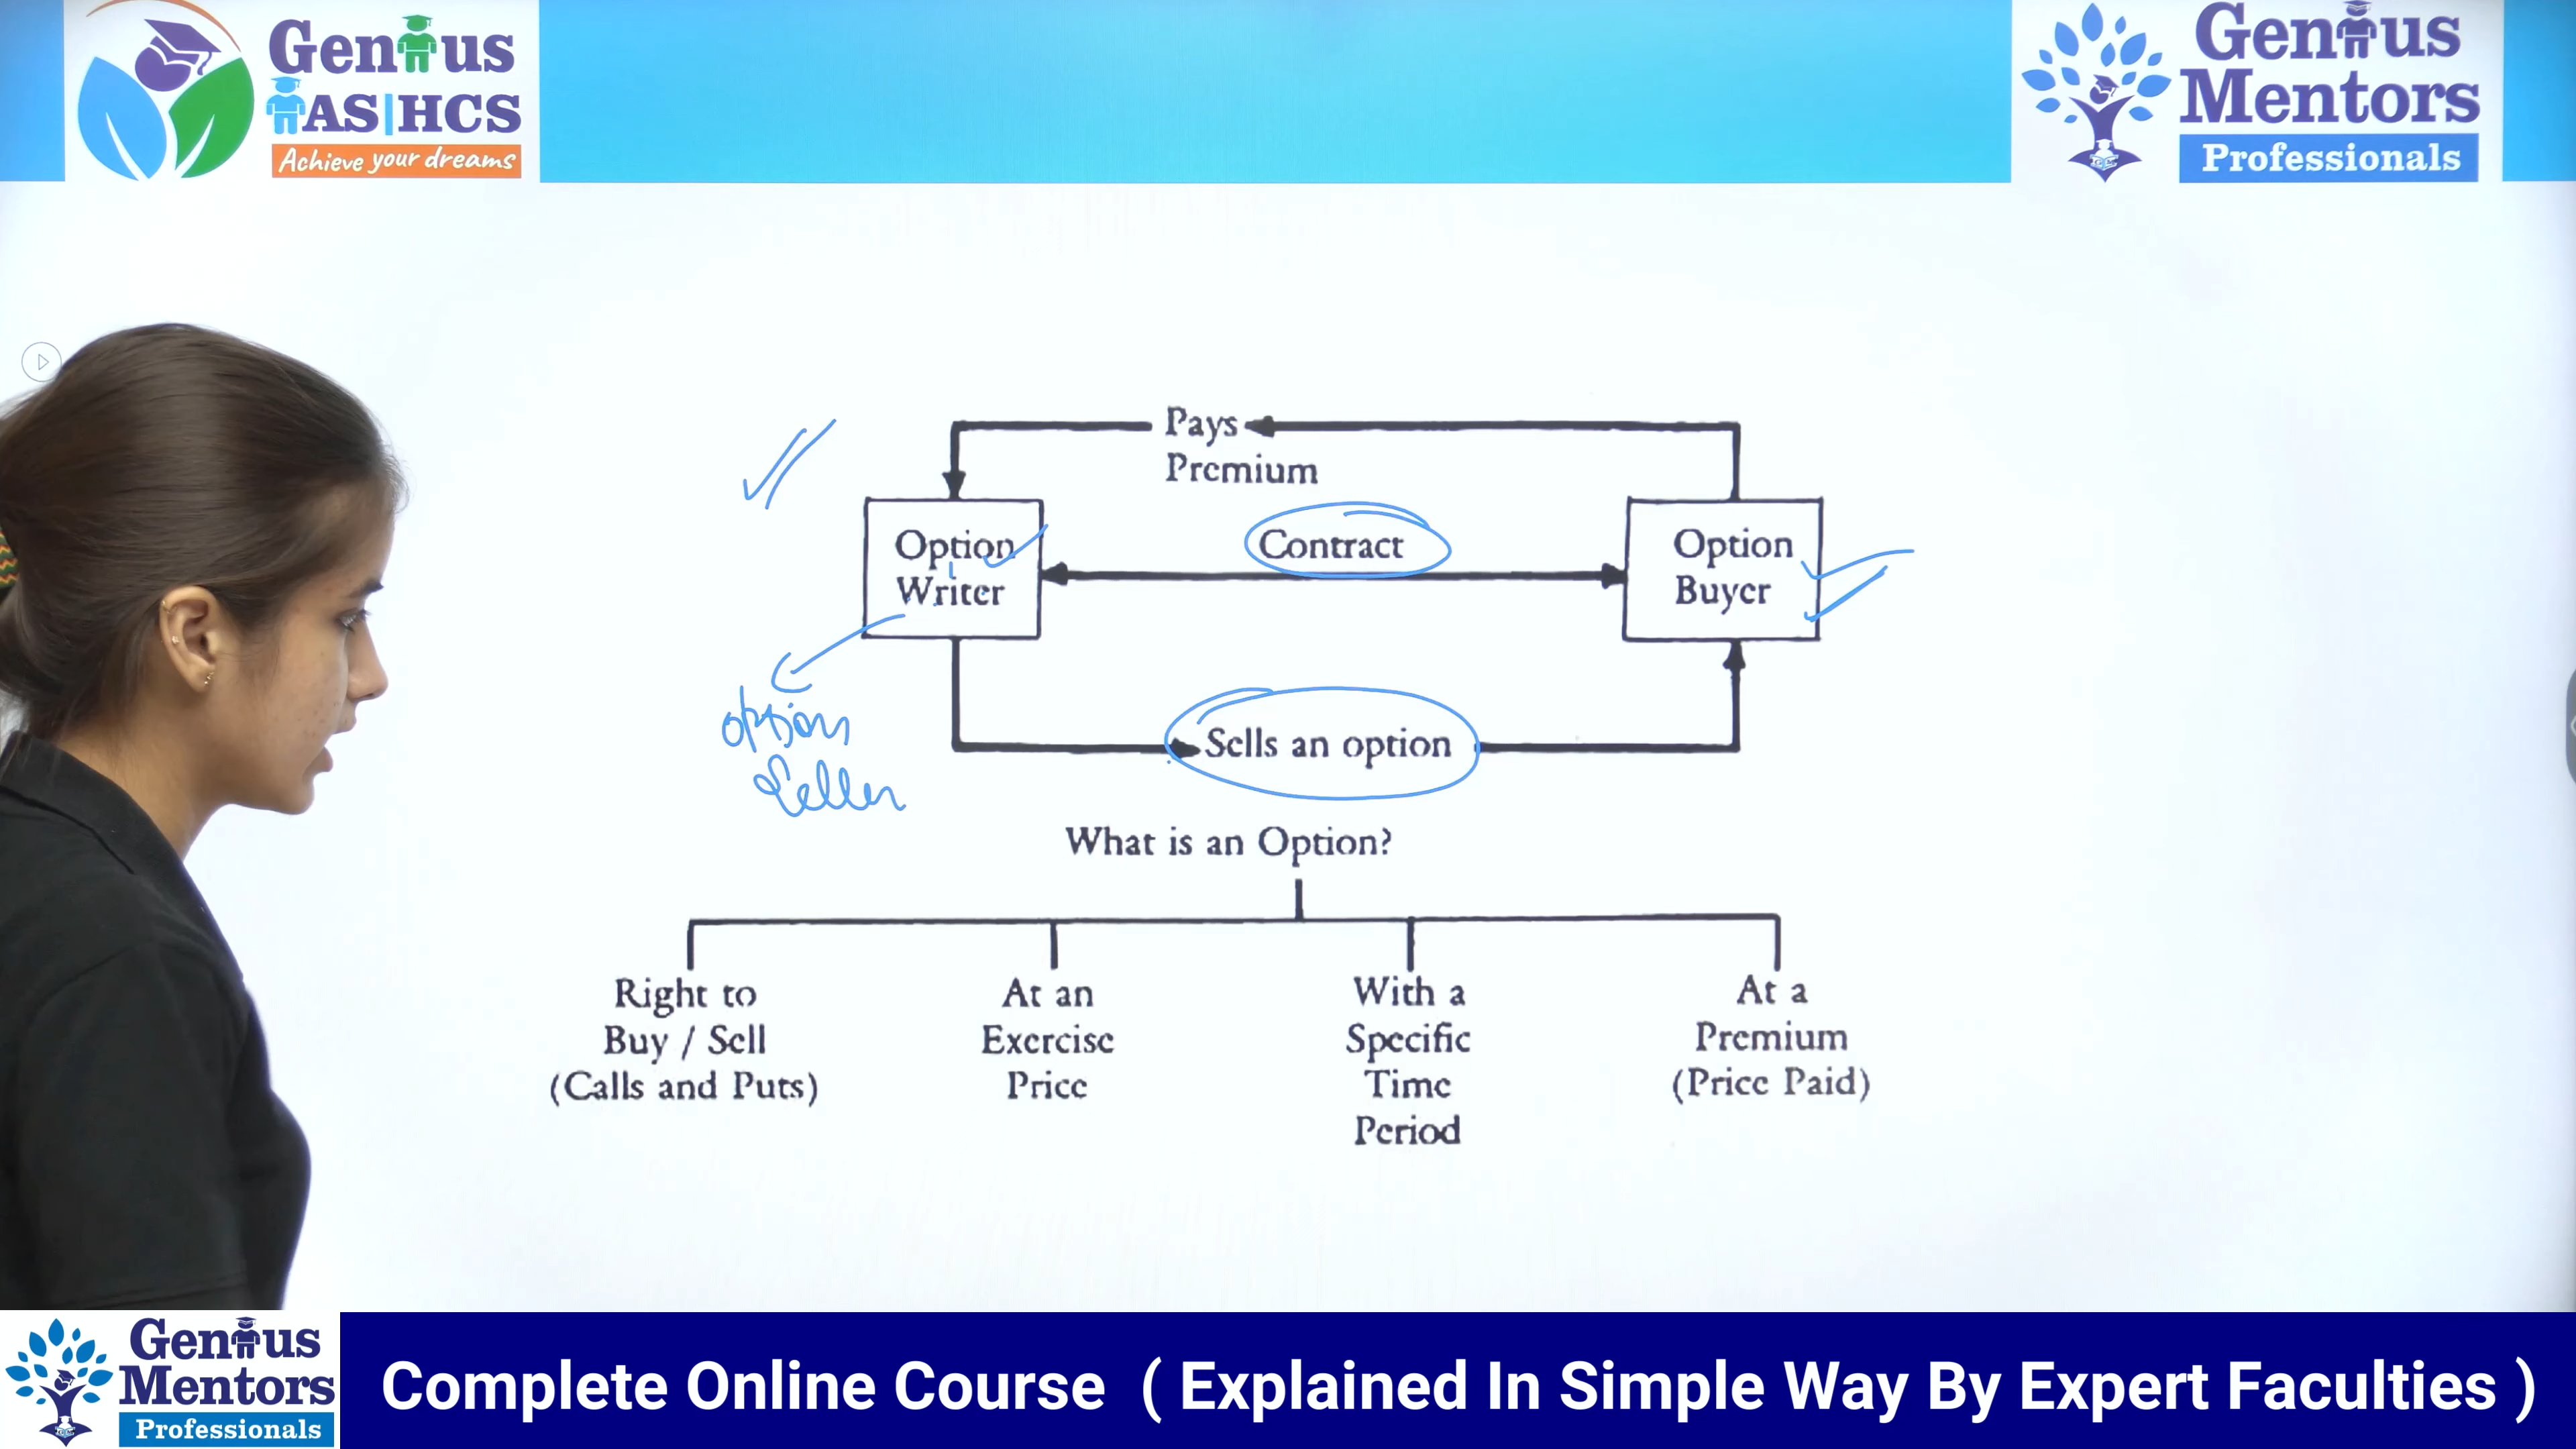 Genius
IAS|HCS
Achieve your dreams
Genius
Mentors
Professionals
Pays
Premium
Option
Writer
Contract
Option
Buyer
option
Seller
Sells an option
What is an Option?
Right to
Buy / Sell
(Calls and Puts)
At an
Exercise
Price
With a
Specific
Time
Period
At a
Premium
(Price Paid)
Genius
Mentors
Professionals
Complete Online Course ( Explained In Simple Way By Expert Faculties )